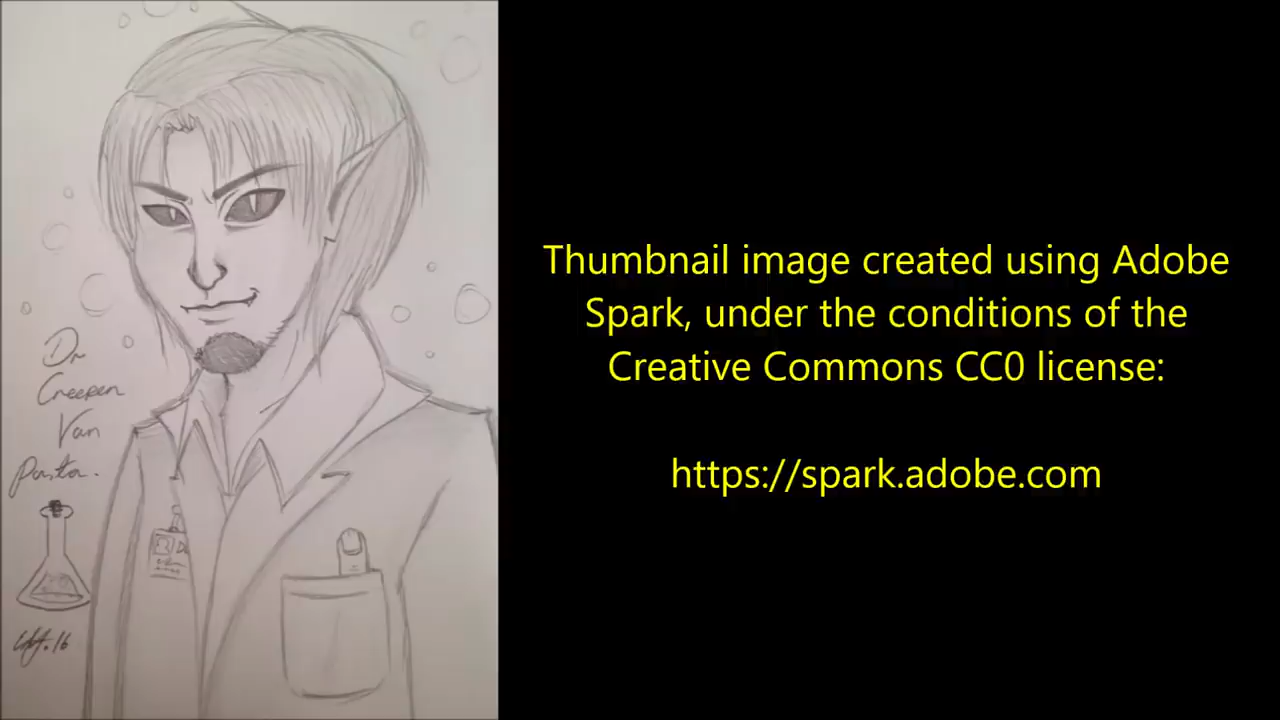 Dr
Creepen
Van
Pasta.
Thumbnail image created using Adobe
Spark, under the conditions of the
Creative Commons CC0 license:
https://spark.adobe.com